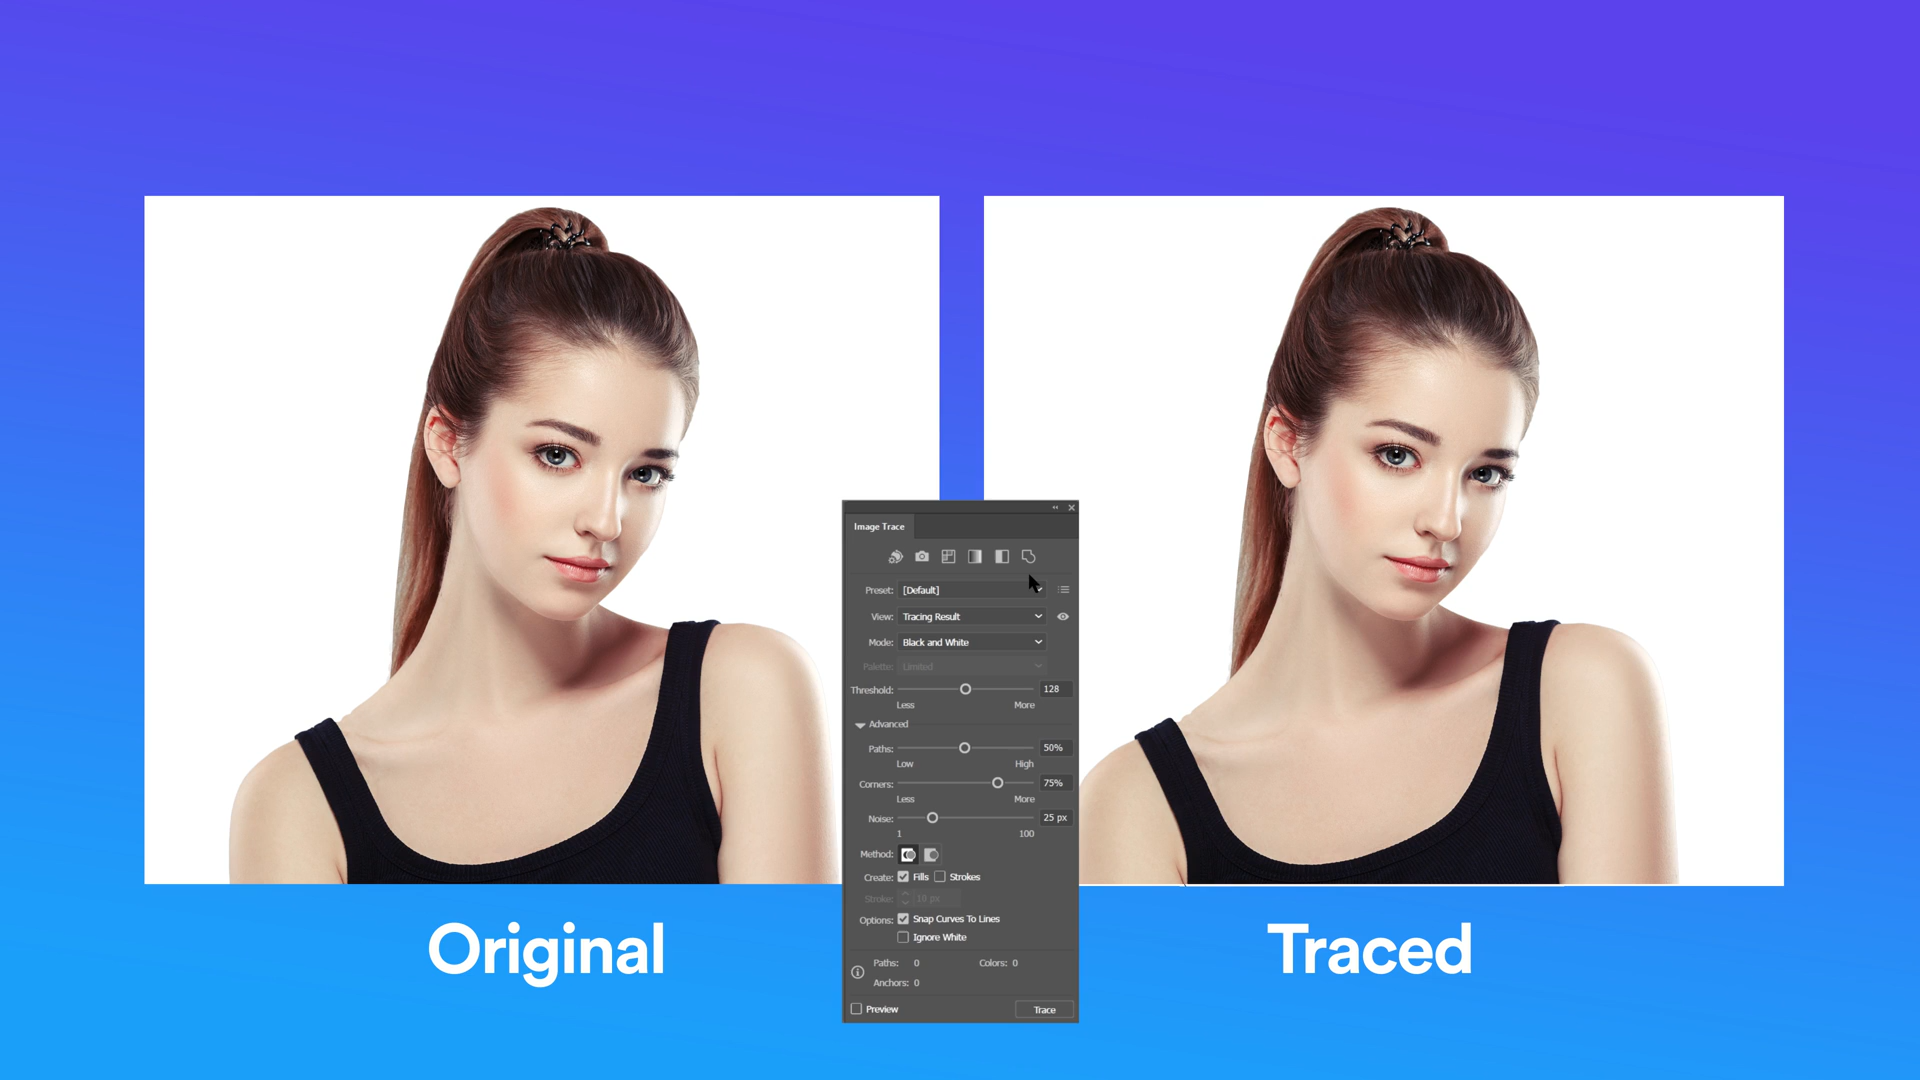 Image Trace
Preset: [Default]
View: Tracing Result
Mode: Black and White
Palette: Limited
Threshold: 128
Less More
Advanced
Paths: 50%
Low High
Corners: 75%
Less More
Noise: 25 px
1 100
Method:
Create: Fills Strokes
Stroke: 10 px
Options: Snap Curves To Lines
Ignore White
Paths: 0 Colors: 0
Anchors: 0
Preview Trace
Original Traced